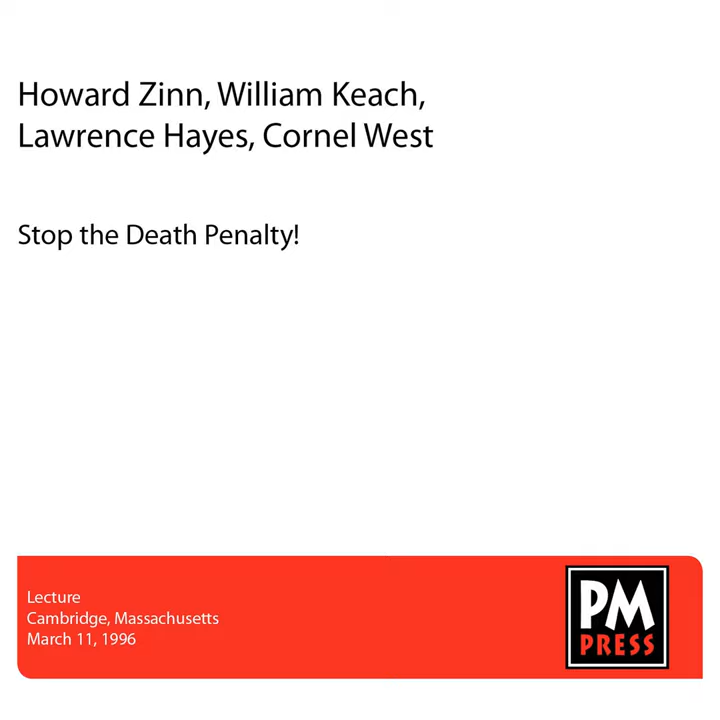 Howard Zinn, William Keach,
Lawrence Hayes, Cornel West
Stop the Death Penalty!
Lecture
Cambridge, Massachusetts
March 11, 1996
PM
PRESS